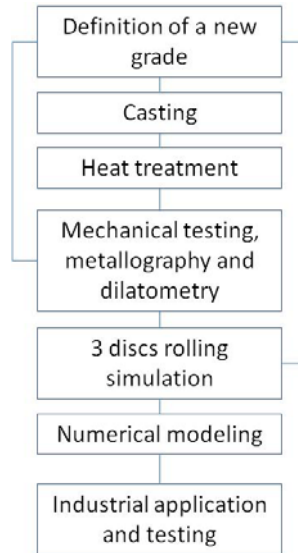 Definition of a new
grade
Casting
Heat treatment
Mechanical testing,
metallography and
dilatometry
3 discs rolling
simulation
Numerical modeling
Industrial application
and testing